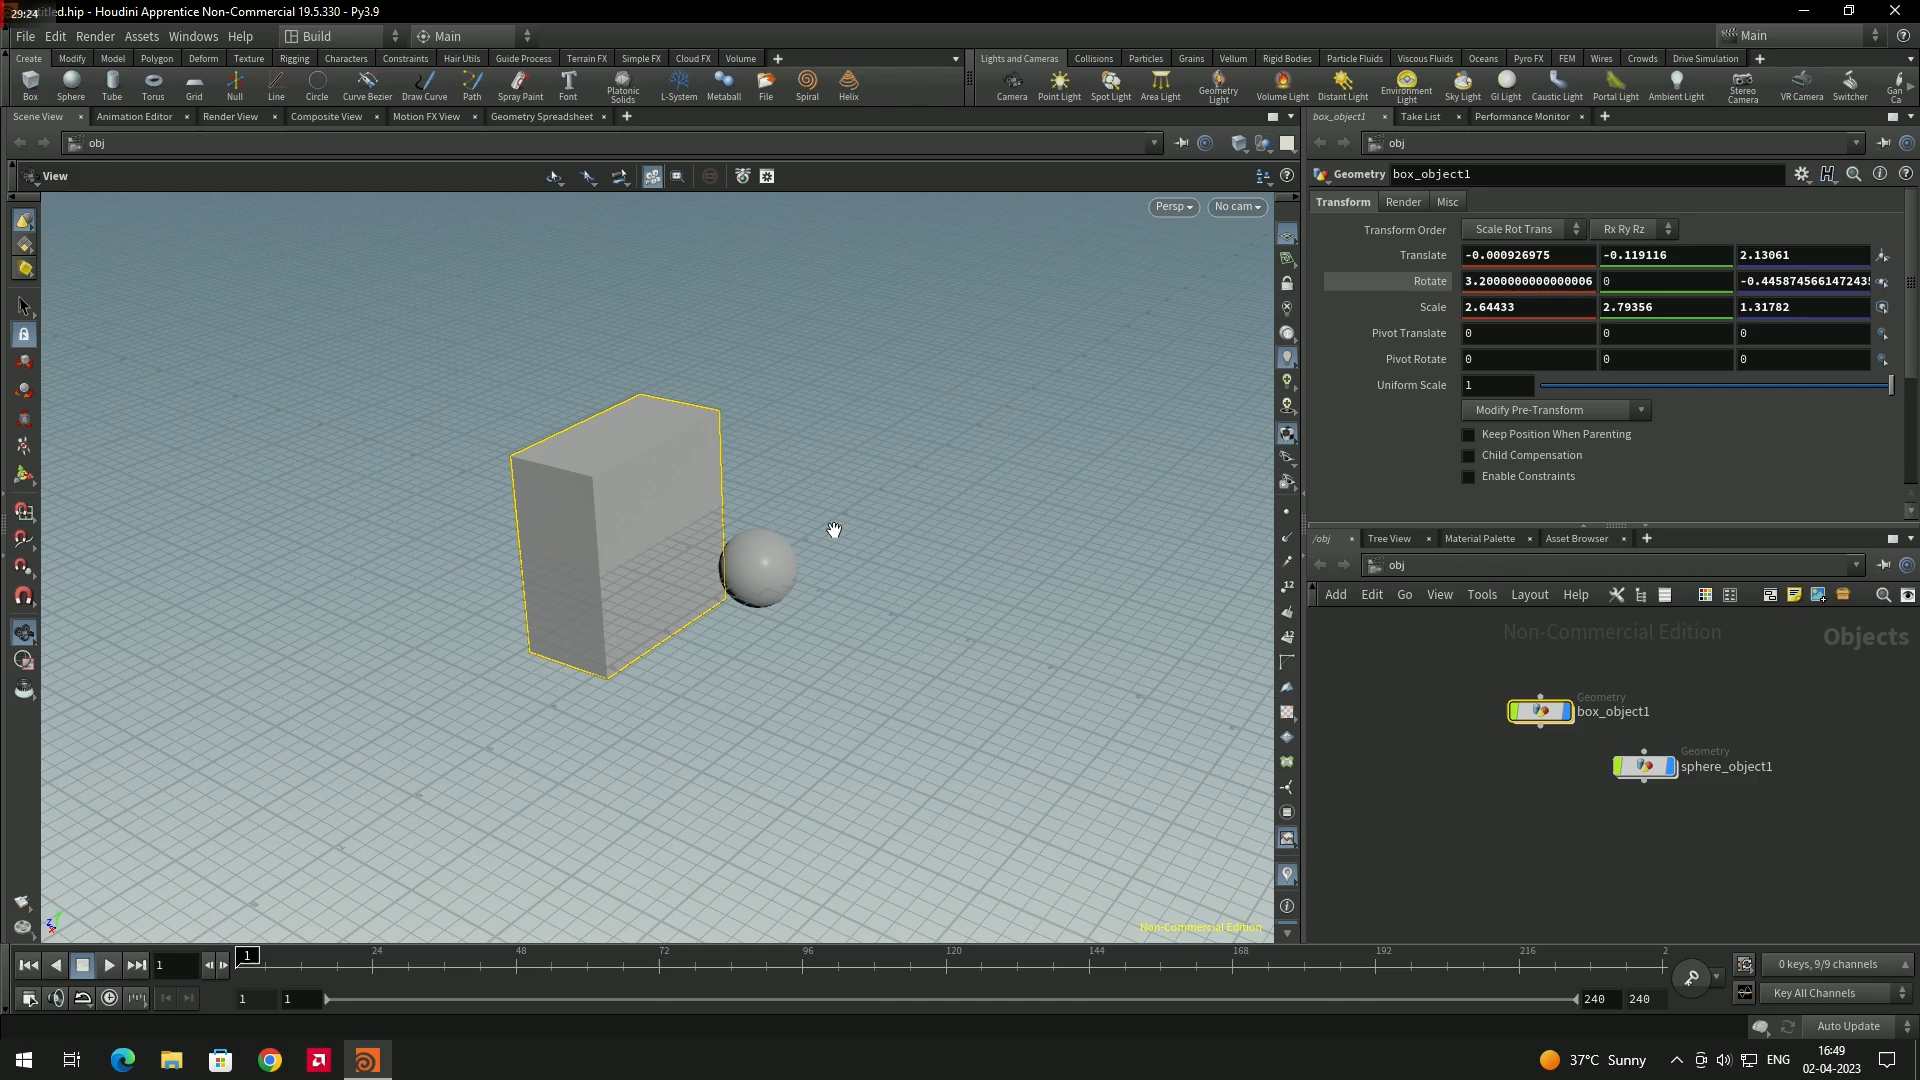 29:24
d.hip - Houdini Apprentice Non-Commercial 19.5.330 - Py3.9
File Edit Render Assets Windows Help Build Main Main
Create Modify Model Polygon Deform Texture Rigging Characters Constraints Hair Utils Guide Process Terrain FX Simple FX Cloud FX Volume
Lights and Cameras Collisions Particles Grains Vellum Rigid Bodies Particle Fluids Viscous Fluids Oceans Pyro FX FEM Wires Crowds Drive Simulation
Box Sphere Tube Torus Grid Null Line Circle Curve Bezier Draw Curve Path Spray Paint Font Platonic Solids L-System Metaball File Spiral Helix
Camera Point Light Spot Light Area Light Geometry Light Volume Light Distant Light Environment Light Sky Light GI Light Caustic Light Portal Light Ambient Light Stereo Camera VR Camera Switcher Gan Ca
Scene View Animation Editor Render View Composite View Motion FX View Geometry Spreadsheet
box_object1 Take List Performance Monitor
obj
obj
View
Persp No cam
Geometry box_object1
Transform Render Misc
Transform Order Scale Rot Trans Rx Ry Rz
Translate -0.000926975 -0.119116 2.13061
Rotate 3.2000000000000006 0 -0.445874566147243
Scale 2.64433 2.79356 1.31782
Pivot Translate 0 0 0
Pivot Rotate 0 0 0
Uniform Scale 1
Modify Pre-Transform
Keep Position When Parenting
Child Compensation
Enable Constraints
/obj Tree View Material Palette Asset Browser
obj
Add Edit Go View Tools Layout Help
Non-Commercial Edition
Objects
Geometry
box_object1
Geometry
sphere_object1
12
12
Z
Non-Commercial Edition
1 1 24 48 72 96 120 144 168 192 216 2
0 keys, 9/9 channels
1 1 240 240
Key All Channels
Auto Update
37°C Sunny
ENG
16:49
02-04-2023